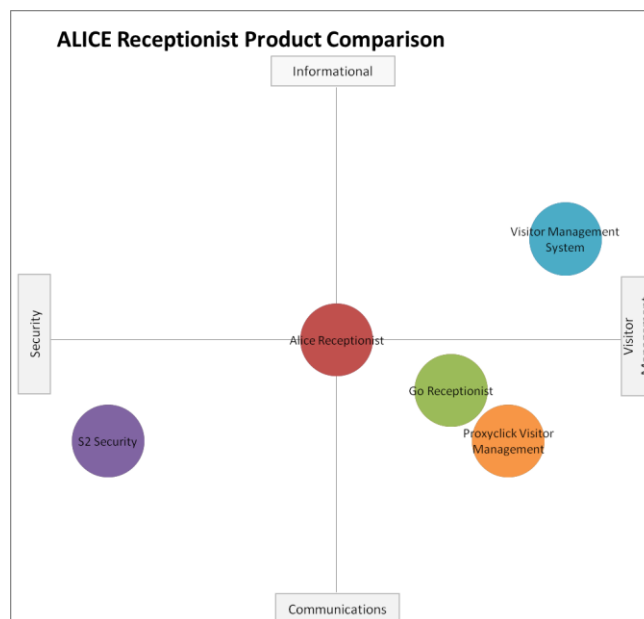 ALICE Receptionist Product Comparison
Informational
Visitor Management
System
Security
Visitor
Management
Alice Receptionist
Go Receptionist
S2 Security
Proxyclick Visitor
Management
Communications